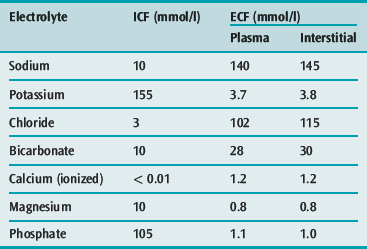 Electrolyte ICF (mmol/l) ECF (mmol/l)
Plasma Interstitial
Sodium 10 140 145
Potassium 155 3.7 3.8
Chloride 3 102 115
Bicarbonate 10 28 30
Calcium (ionized) < 0.01 1.2 1.2
Magnesium 10 0.8 0.8
Phosphate 105 1.1 1.0